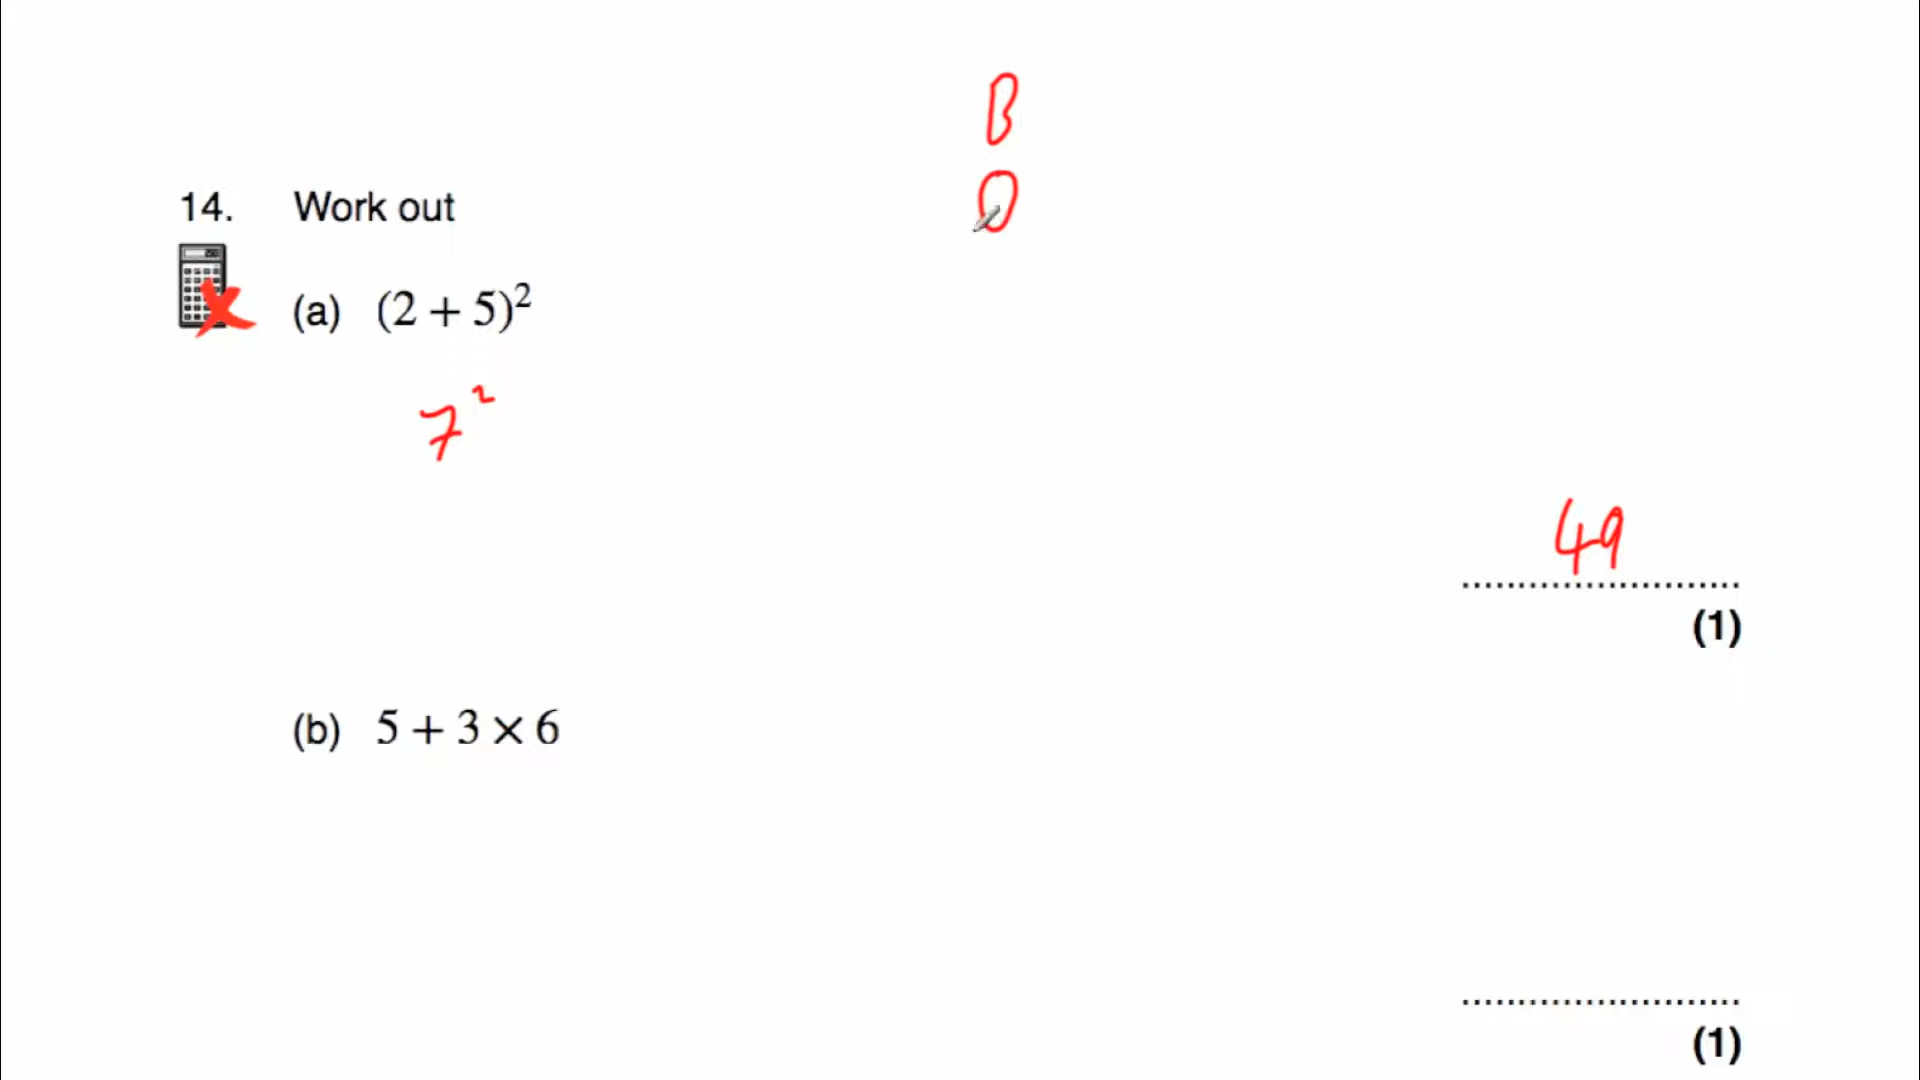 B
O
14. Work out
(a) (2 + 5)²
7²
49
(1)
(b) 5 + 3 × 6
(1)